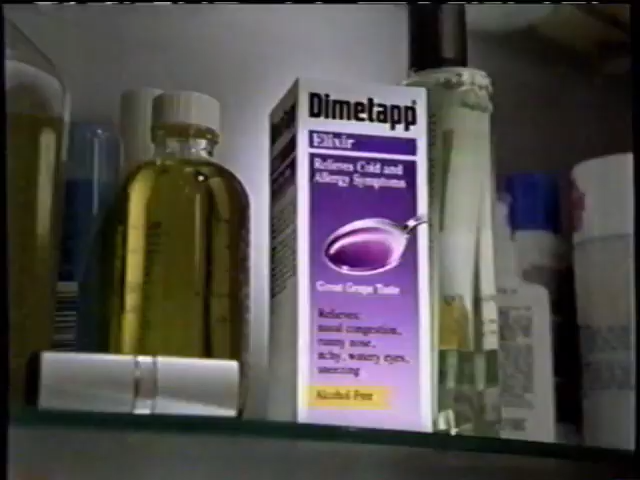 Dimetapp
Elixir
Relieves Cold and
Allergy Symptoms
Great Grape Taste
Relieves:
nasal congestion,
runny nose,
itchy, watery eyes,
sneezing
Alcohol Free